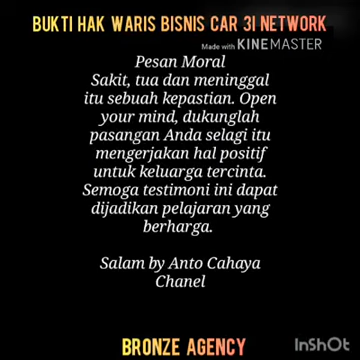 BUKTI HAK WARIS BISNIS CAR 3I NETWORK
Made with KINEMASTER
Pesan Moral
Sakit, tua dan meninggal
itu sebuah kepastian. Open
your mind, dukunglah
pasangan Anda selagi itu
mengerjakan hal positif
untuk keluarga tercinta.
Semoga testimoni ini dapat
dijadikan pelajaran yang
berharga.
Salam by Anto Cahaya
Chanel
BRONZE AGENCY
InShOt